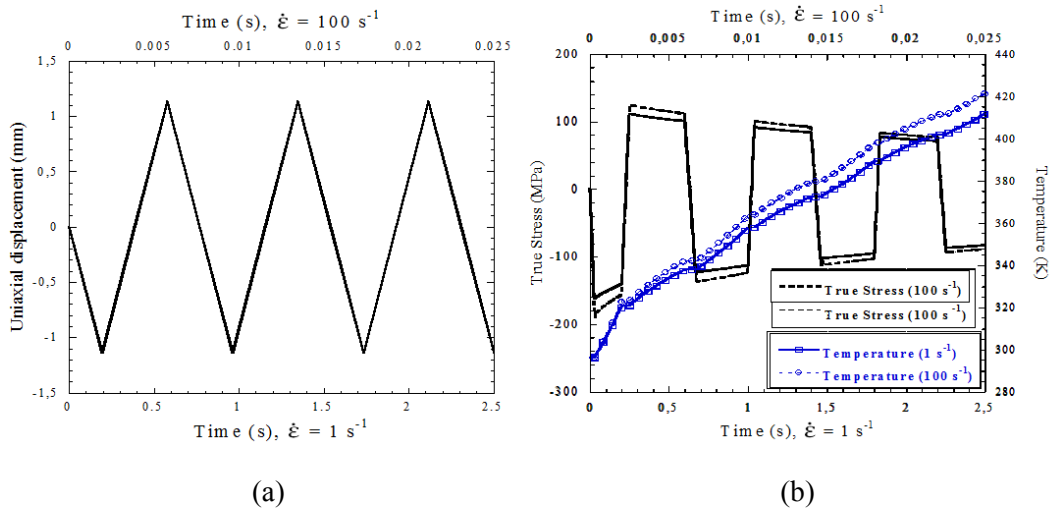 Time (s), ε̇ = 100 s⁻¹
0 0.005 0.01 0.015 0.02 0.025
1,5
1
0,5
0
-0,5
-1
-1,5
Uniaxial displacement (mm)
0 0.5 1 1.5 2 2.5
Time (s), ε̇ = 1 s⁻¹
(a)
Time (s), ε̇ = 100 s⁻¹
0 0,005 0,01 0,015 0,02 0,025
200
100
0
-100
-200
-300
True Stress (MPa)
440
420
400
380
360
340
320
300
280
Temperature (K)
True Stress (100 s⁻¹)
True Stress (100 s⁻¹)
Temperature (1 s⁻¹)
Temperature (100 s⁻¹)
0 0,5 1 1,5 2 2,5
Time (s), ε̇ = 1 s⁻¹
(b)